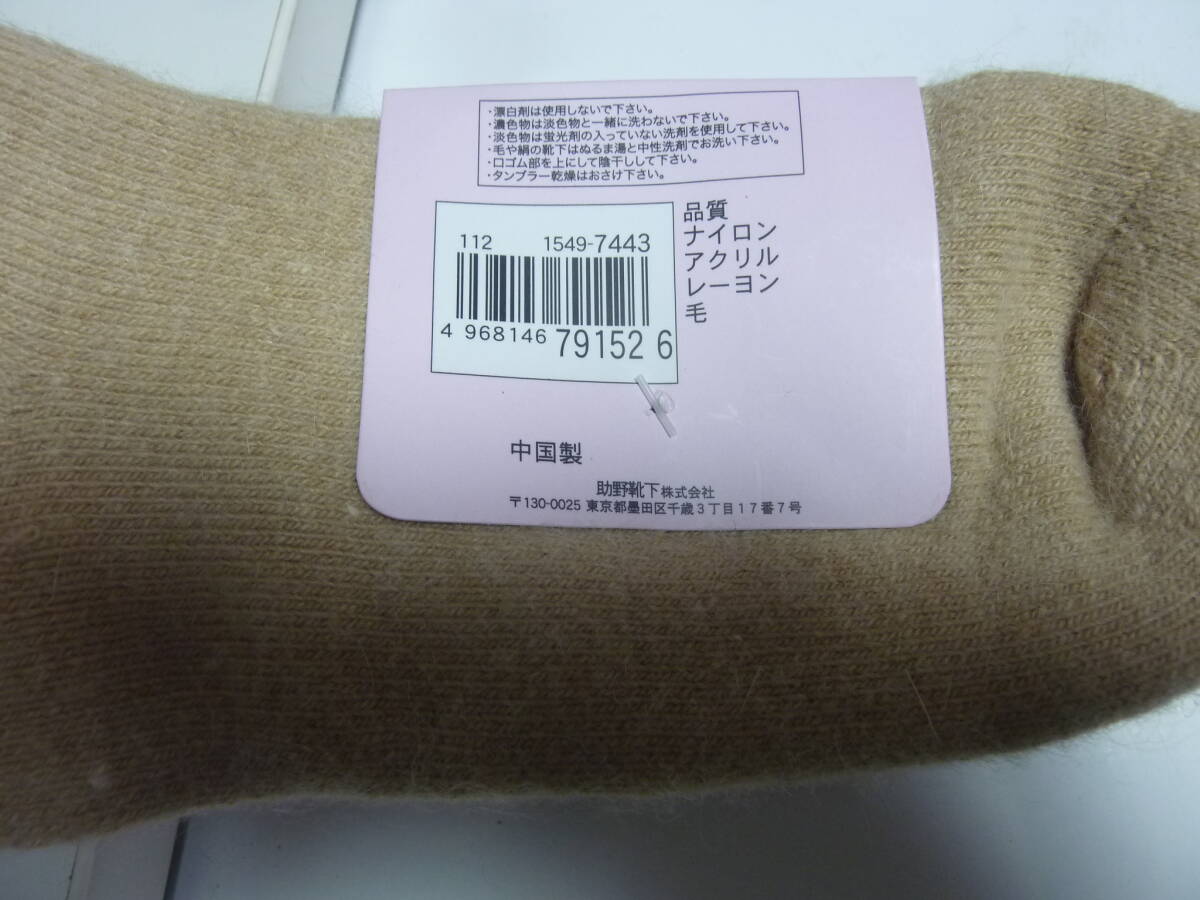 ・漂白剤は使用しないで下さい。
・濃色物は淡色物と一緒に洗わないで下さい。
・淡色物は蛍光剤の入っていない洗剤を使用して下さい。
・毛や絹の靴下はぬるま湯と中性洗剤でお洗い下さい。
・口ゴム部を上にして陰干しして下さい。
・タンブラー乾燥はおさけ下さい。
112 1549-7443
4 968146 791526
品質
ナイロン
アクリル
レーヨン
毛
中国製
助野靴下株式会社
〒130-0025 東京都墨田区千歳3丁目17番7号